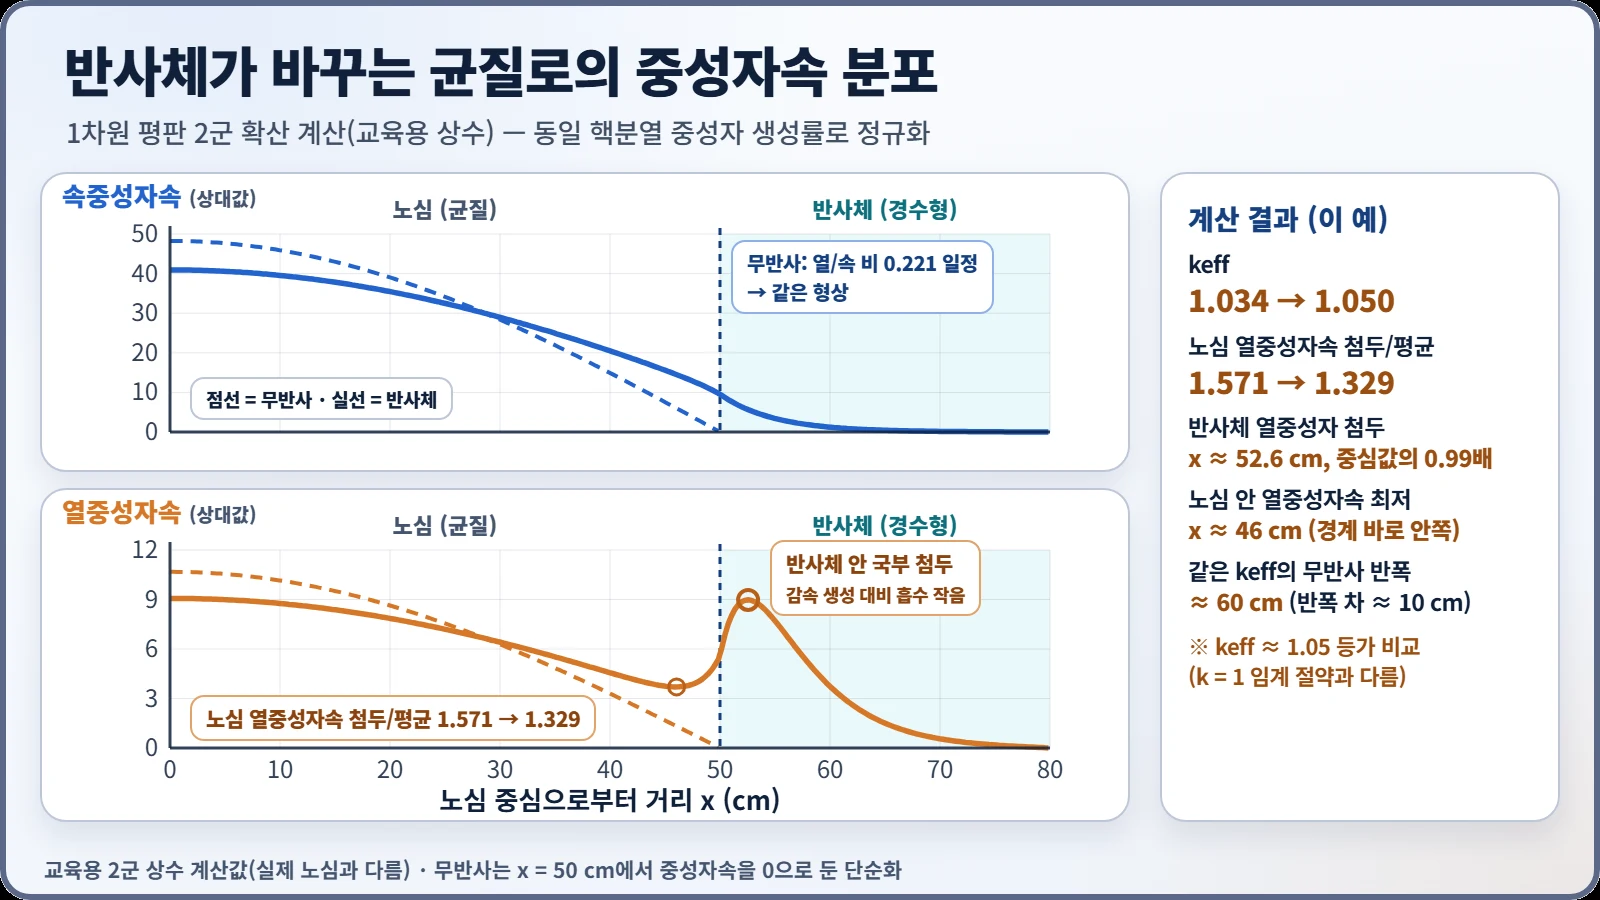 반사체가 바꾸는 균질로의 중성자속 분포
1차원 평판 2군 확산 계산(교육용 상수) — 동일 핵분열 중성자 생성률로 정규화
속중성자속 (상대값)
노심 (균질)
반사체 (경수형)
50
40
30
20
10
0
무반사: 열/속 비 0.221 일정
→ 같은 형상
점선 = 무반사 · 실선 = 반사체
열중성자속 (상대값)
노심 (균질)
반사체 (경수형)
12
9
6
3
0
반사체 안 국부 첨두
감속 생성 대비 흡수 작음
노심 열중성자속 첨두/평균 1.571 → 1.329
0 10 20 30 40 50 60 70 80
노심 중심으로부터 거리 x (cm)
계산 결과 (이 예)
keff
1.034 → 1.050
노심 열중성자속 첨두/평균
1.571 → 1.329
반사체 열중성자 첨두
x ≈ 52.6 cm, 중심값의 0.99배
노심 안 열중성자속 최저
x ≈ 46 cm (경계 바로 안쪽)
같은 keff의 무반사 반폭
≈ 60 cm (반폭 차 ≈ 10 cm)
※ keff ≈ 1.05 등가 비교
(k = 1 임계 절약과 다름)
교육용 2군 상수 계산값(실제 노심과 다름) · 무반사는 x = 50 cm에서 중성자속을 0으로 둔 단순화